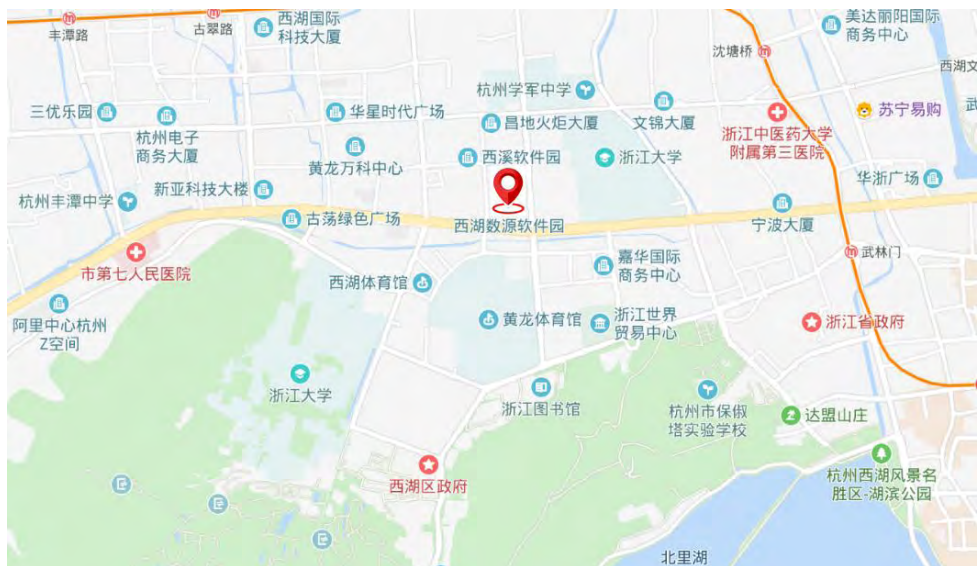 西湖国际
科技大厦
美达丽阳国际
商务中心
古翠路
丰潭路
沈塘桥
西湖文
杭州学军中学
三优乐园
华星时代广场
苏宁易购
武
昌地火炬大厦
文锦大厦
杭州电子
商务大厦
浙江中医药大学
附属第三医院
黄龙万科中心
西溪软件园
浙江大学
华浙广场
新亚科技大楼
杭州丰潭中学
古荡绿色广场
西湖数源软件园
宁波大厦
武林门
市第七人民医院
嘉华国际
商务中心
西湖体育馆
阿里中心杭州
Z空间
黄龙体育馆
浙江世界
贸易中心
浙江省政府
浙江大学
浙江图书馆
杭州市保俶
塔实验学校
达盟山庄
西湖区政府
杭州西湖风景名
胜区-湖滨公园
北里湖